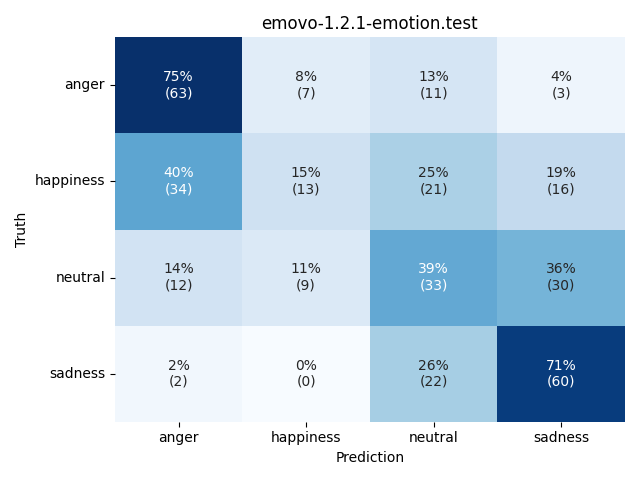 emovo-1.2.1-emotion.test
Truth
anger
75% 8% 13% 4%
(63) (7) (11) (3)
happiness
40% 15% 25% 19%
(34) (13) (21) (16)
neutral
14% 11% 39% 36%
(12) (9) (33) (30)
sadness
2% 0% 26% 71%
(2) (0) (22) (60)
anger happiness neutral sadness
Prediction